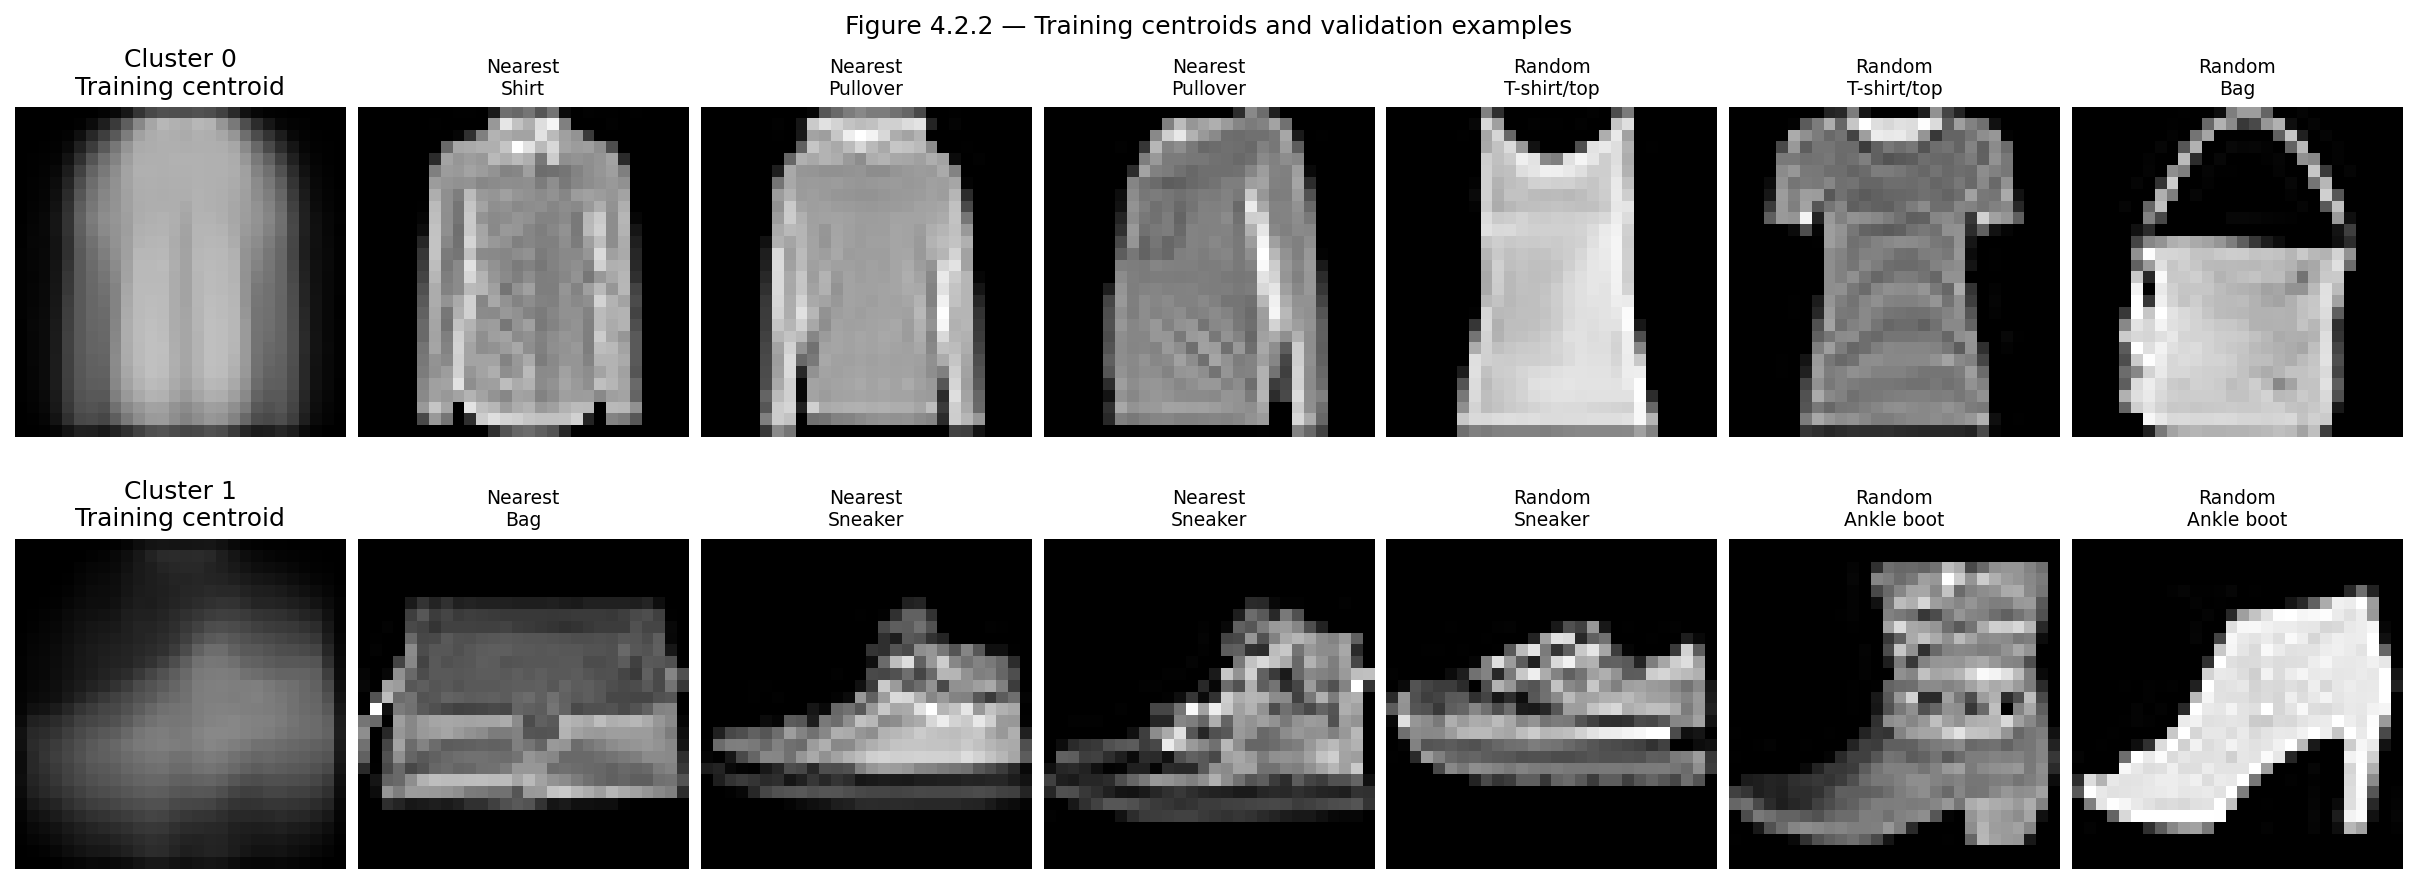 Figure 4.2.2 — Training centroids and validation examples
Cluster 0
Training centroid
Nearest
Shirt
Nearest
Pullover
Nearest
Pullover
Random
T-shirt/top
Random
T-shirt/top
Random
Bag
Cluster 1
Training centroid
Nearest
Bag
Nearest
Sneaker
Nearest
Sneaker
Random
Sneaker
Random
Ankle boot
Random
Ankle boot